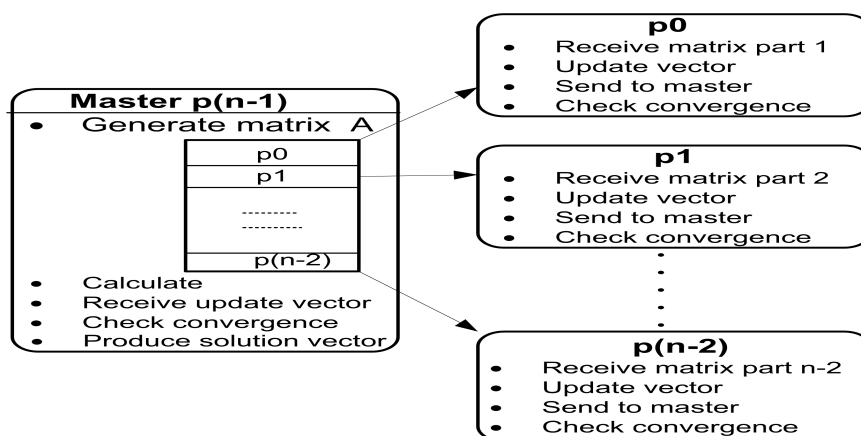 Master p(n-1)
• Generate matrix A
p0
p1
---------
----------
p(n-2)
• Calculate
• Receive update vector
• Check convergence
• Produce solution vector
p0
• Receive matrix part 1
• Update vector
• Send to master
• Check convergence
p1
• Receive matrix part 2
• Update vector
• Send to master
• Check convergence
p(n-2)
• Receive matrix part n-2
• Update vector
• Send to master
• Check convergence